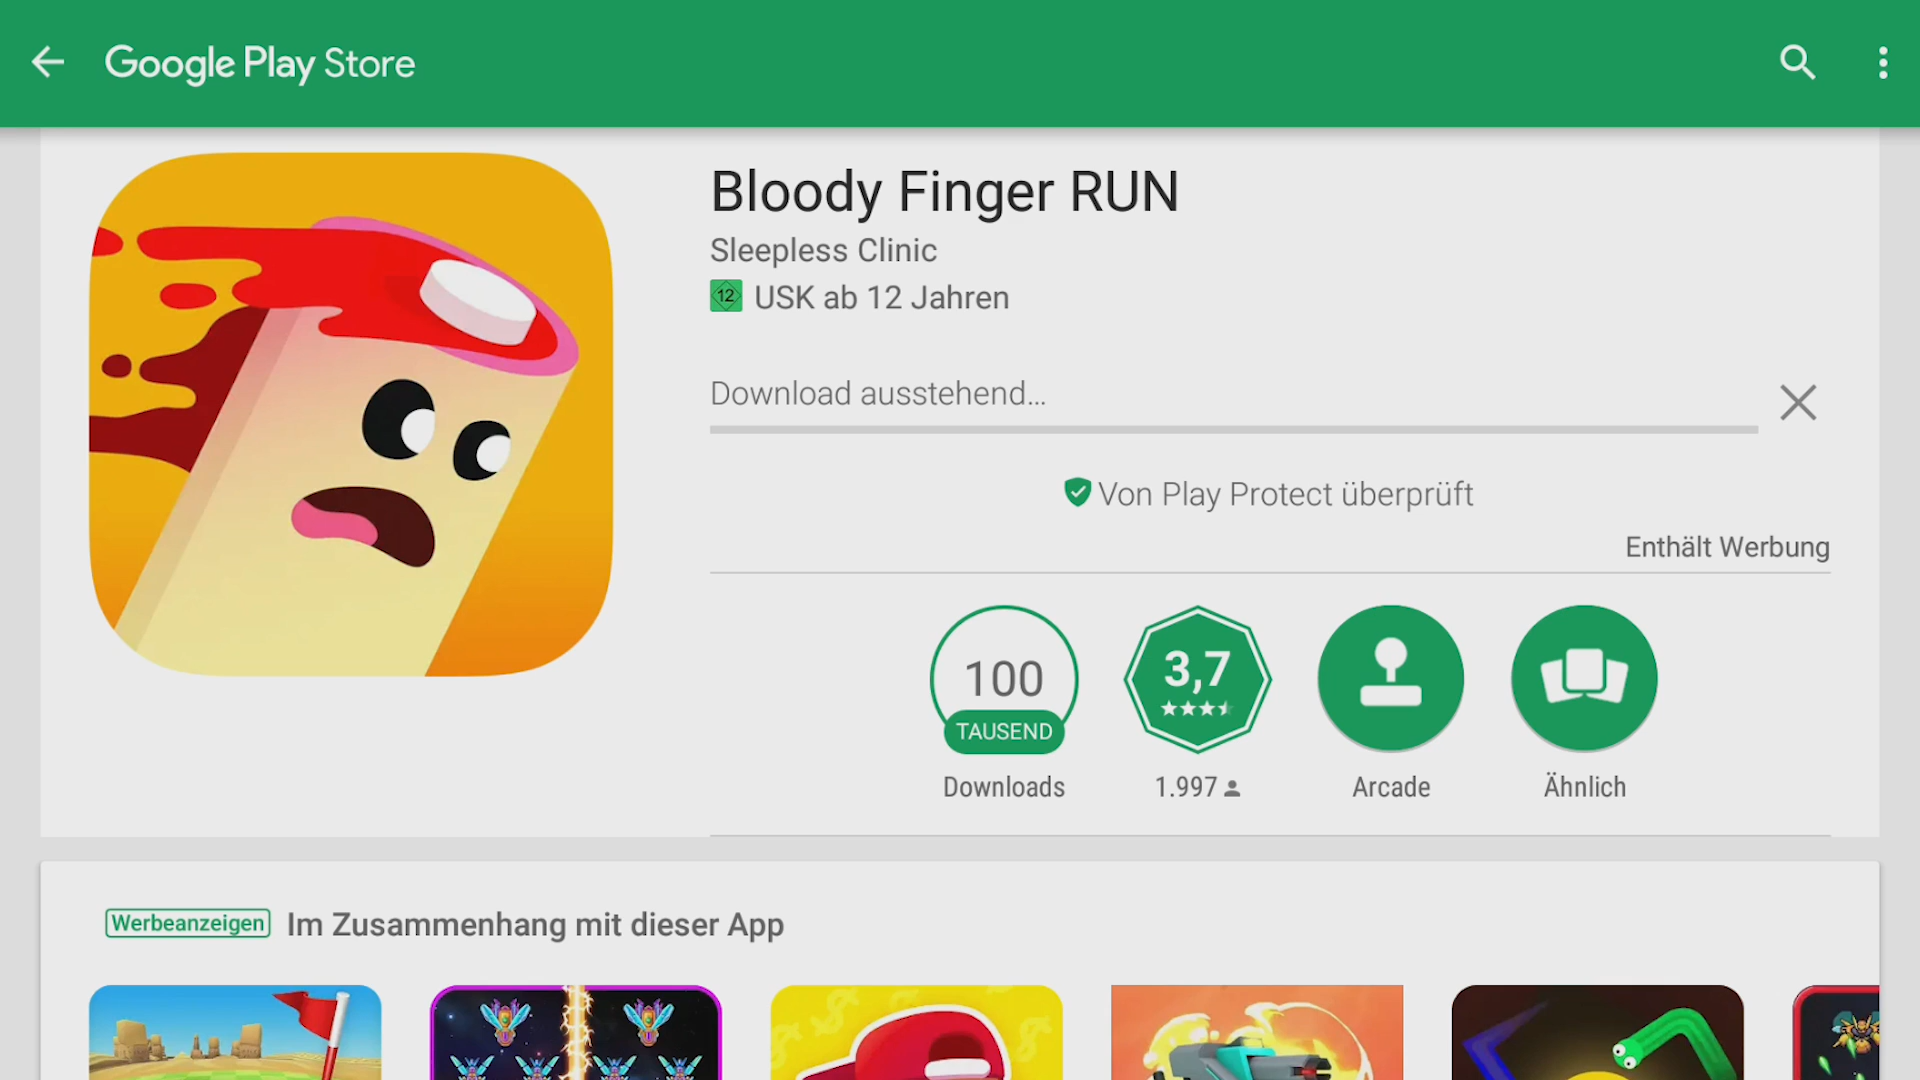 Google Play Store
Bloody Finger RUN
Sleepless Clinic
12 USK ab 12 Jahren
Download ausstehend...
Von Play Protect überprüft
Enthält Werbung
100 3,7
TAUSEND
Downloads 1.997 Arcade Ähnlich
Werbeanzeigen Im Zusammenhang mit dieser App